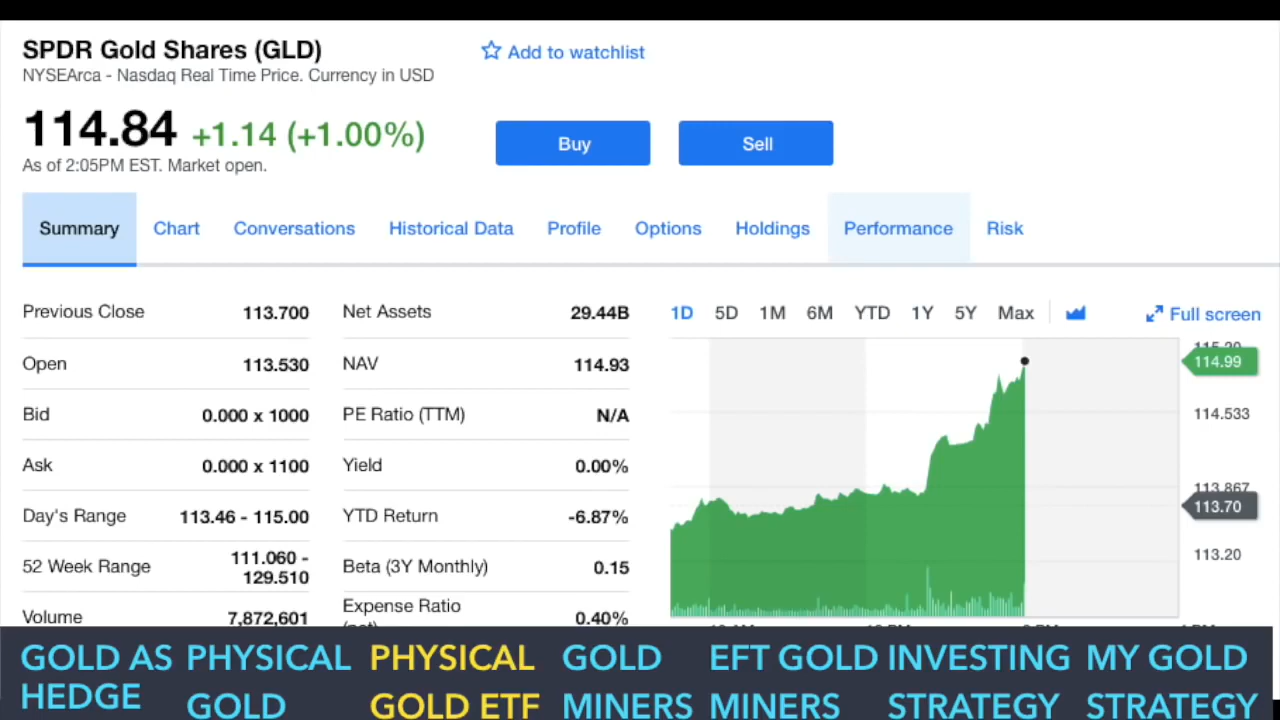 SPDR Gold Shares (GLD)
Add to watchlist
NYSEArca - Nasdaq Real Time Price. Currency in USD
114.84 +1.14 (+1.00%)
As of 2:05PM EST. Market open.
Buy
Sell
Summary Chart Conversations Historical Data Profile Options Holdings Performance Risk
Previous Close 113.700
Open 113.530
Bid 0.000 x 1000
Ask 0.000 x 1100
Day's Range 113.46 - 115.00
52 Week Range 111.060 -
129.510
Volume 7,872,601
Net Assets 29.44B
NAV 114.93
PE Ratio (TTM) N/A
Yield 0.00%
YTD Return -6.87%
Beta (3Y Monthly) 0.15
Expense Ratio
(net) 0.40%
1D 5D 1M 6M YTD 1Y 5Y Max
Full screen
115.20
114.99
114.533
113.867
113.70
113.20
GOLD AS
HEDGE
PHYSICAL
GOLD
PHYSICAL
GOLD ETF
GOLD
MINERS
EFT GOLD
MINERS
INVESTING
STRATEGY
MY GOLD
STRATEGY